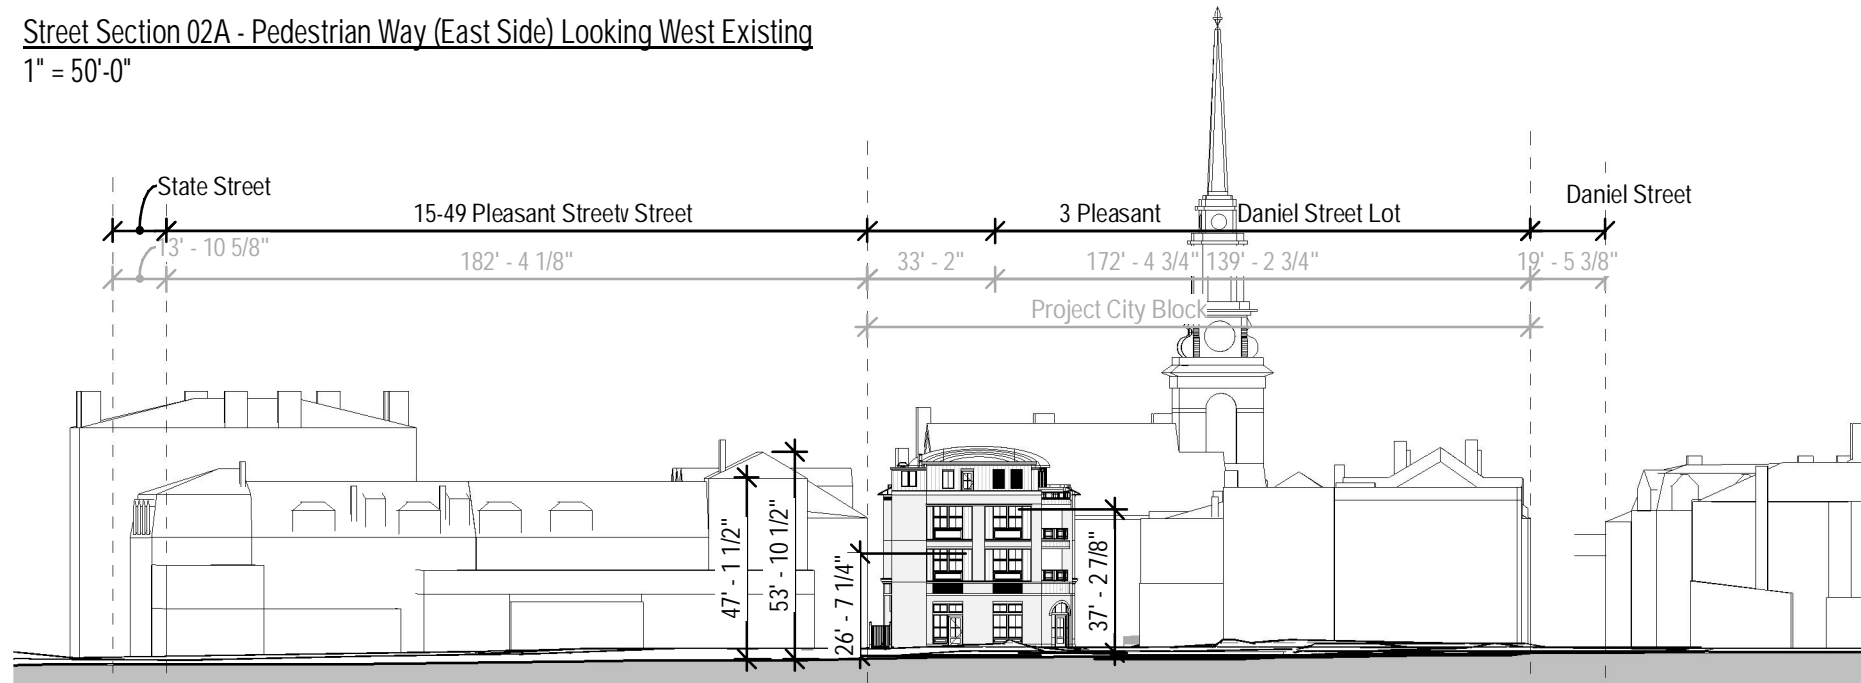 Street Section 02A - Pedestrian Way (East Side) Looking West Existing
1" = 50'-0"
State Street
15-49 Pleasant Streetv Street
3 Pleasant
Daniel Street Lot
Daniel Street
13' - 10 5/8"
182' - 4 1/8"
33' - 2"
172' - 4 3/4"
139' - 2 3/4"
19' - 5 3/8"
Project City Block
47' - 1 1/2"
53' - 10 1/2"
26' - 7 1/4"
37' - 2 7/8"